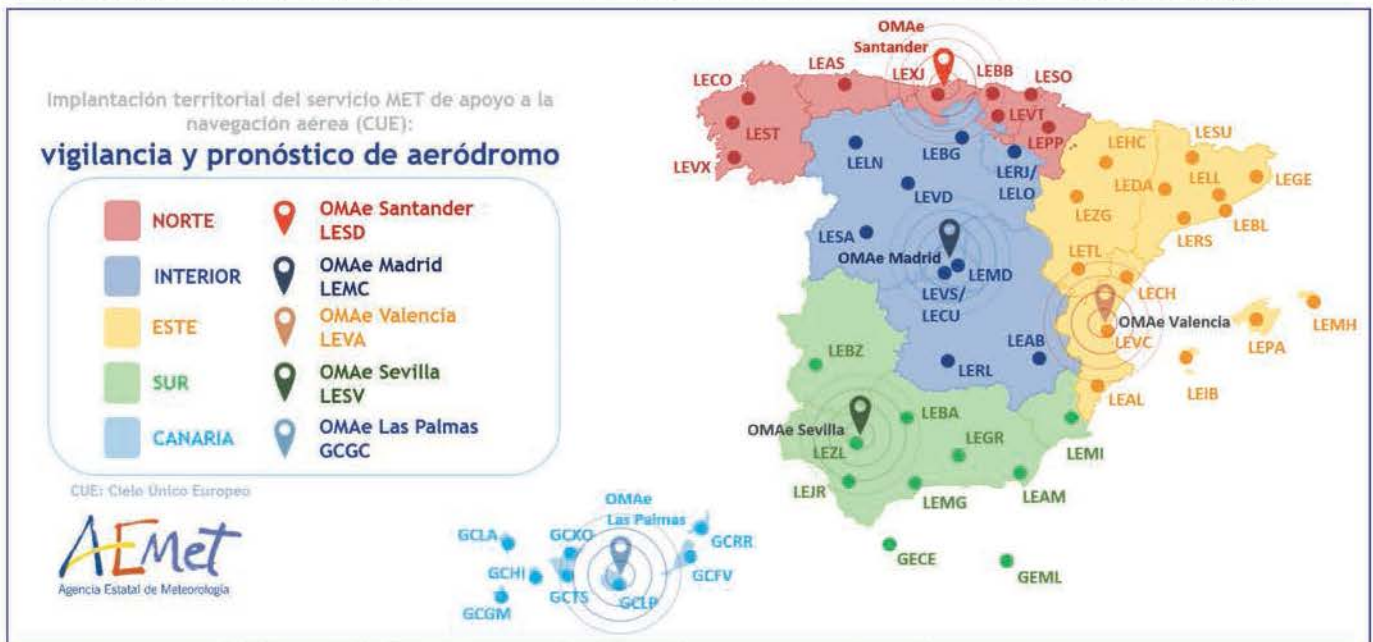 Implantación territorial del servicio MET de apoyo a la
navegación aérea (CUE):
vigilancia y pronóstico de aeródromo
NORTE
OMAe Santander
LESD
INTERIOR
OMAe Madrid
LEMC
ESTE
OMAe Valencia
LEVA
SUR
OMAe Sevilla
LESV
CANARIA
OMAe Las Palmas
GCGC
CUE: Cielo Único Europeo
AEMet
Agencia Estatal de Meteorología
OMAe
Santander
LECO
LEAS
LEXJ
LEBB
LESO
LEST
LEVT
LEPP
LEVX
LELN
LEBG
LERJ/
LELO
LEVD
LESA
OMAe Madrid
LEMD
LEVS/
LECU
LERL
LEAB
LEHC
LESU
LEDA
LELL
LEGE
LEZG
LERS
LEBL
LETL
LECH
OMAe Valencia
LEVC
LEMH
LEPA
LEIB
LEAL
LEBZ
LEBA
OMAe Sevilla
LEZL
LEGR
LEMI
LEJR
LEMG
LEAM
GECE
GEML
OMAe
Las Palmas
GCLA
GCXO
GCRR
GCHI
GCTS
GCFV
GCGM
GCLP